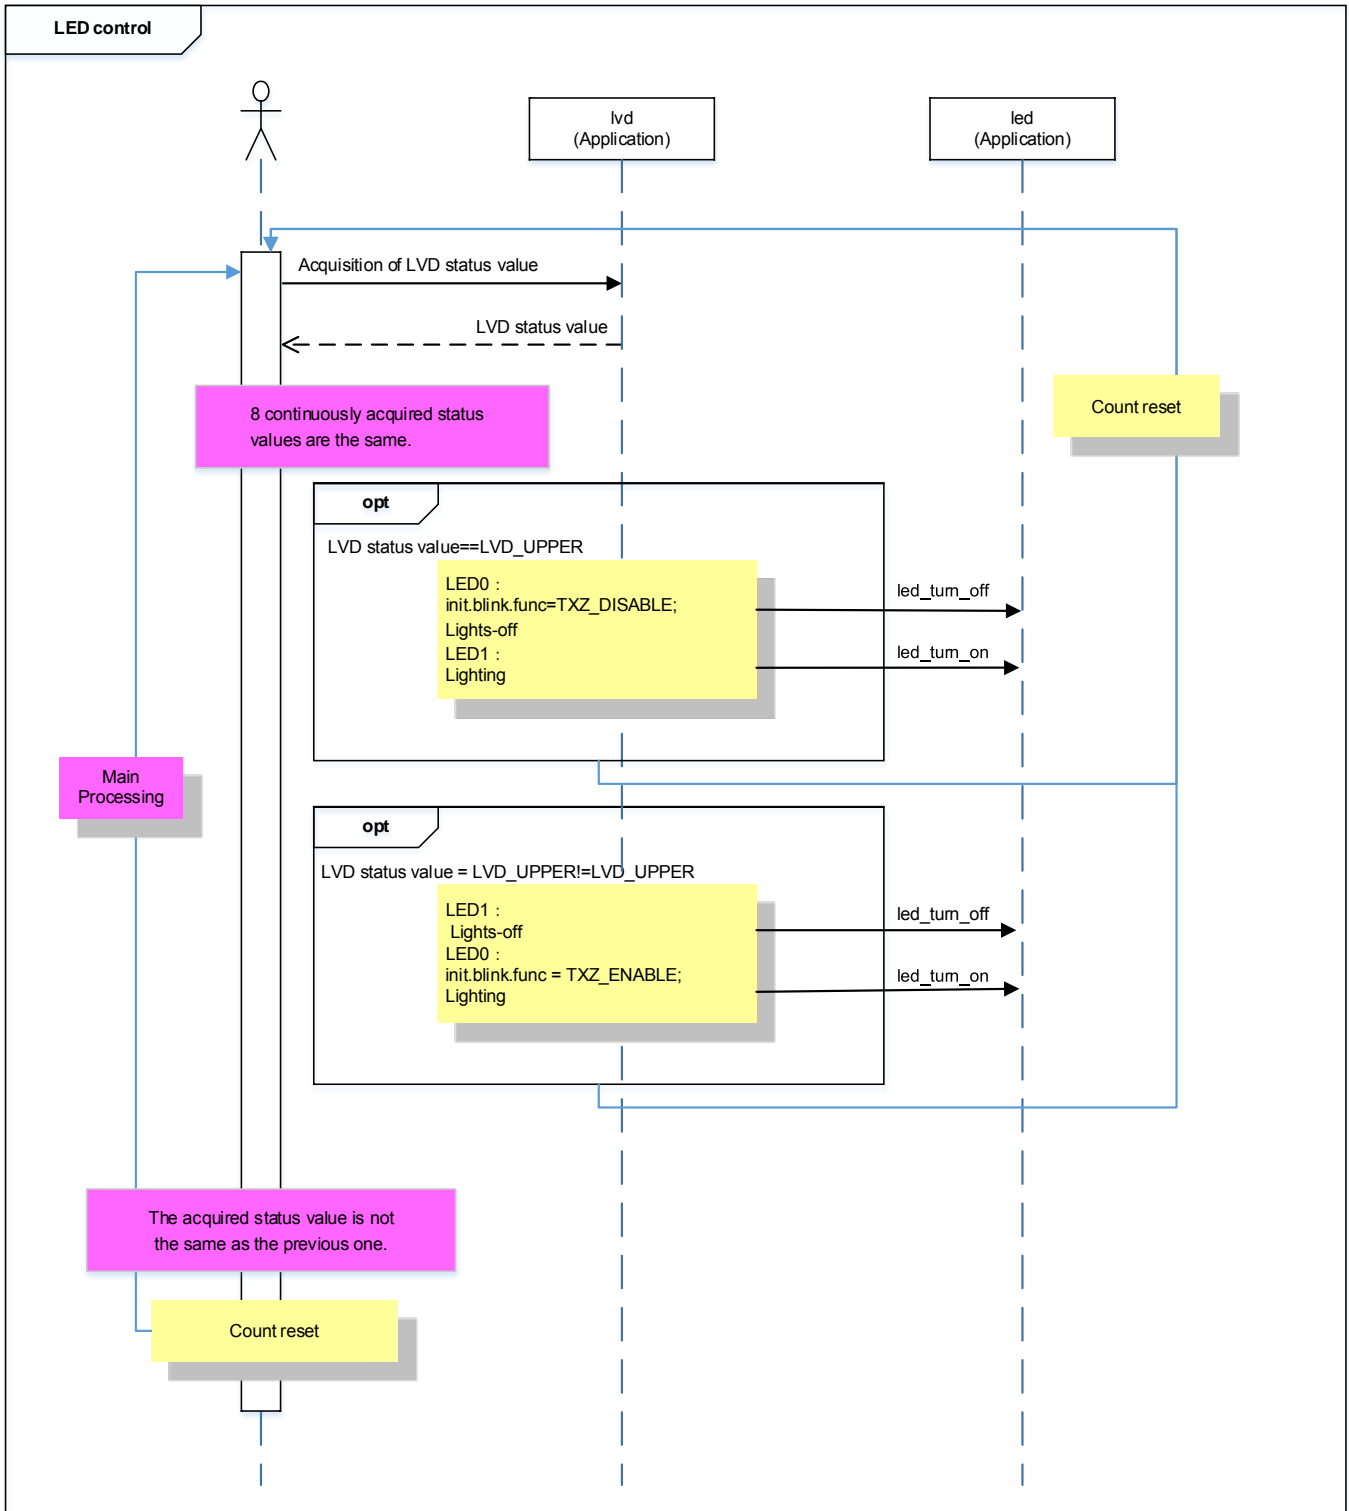 LED control
lvd
(Application)
led
(Application)
Acquisition of LVD status value
LVD status value
8 continuously acquired status
values are the same.
Count reset
opt
LVD status value==LVD_UPPER
LED0 :
init.blink.func=TXZ_DISABLE;
Lights-off
LED1 :
Lighting
led_turn_off
led_turn_on
Main
Processing
opt
LVD status value = LVD_UPPER!=LVD_UPPER
LED1 :
Lights-off
LED0 :
init.blink.func = TXZ_ENABLE;
Lighting
led_turn_off
led_turn_on
The acquired status value is not
the same as the previous one.
Count reset